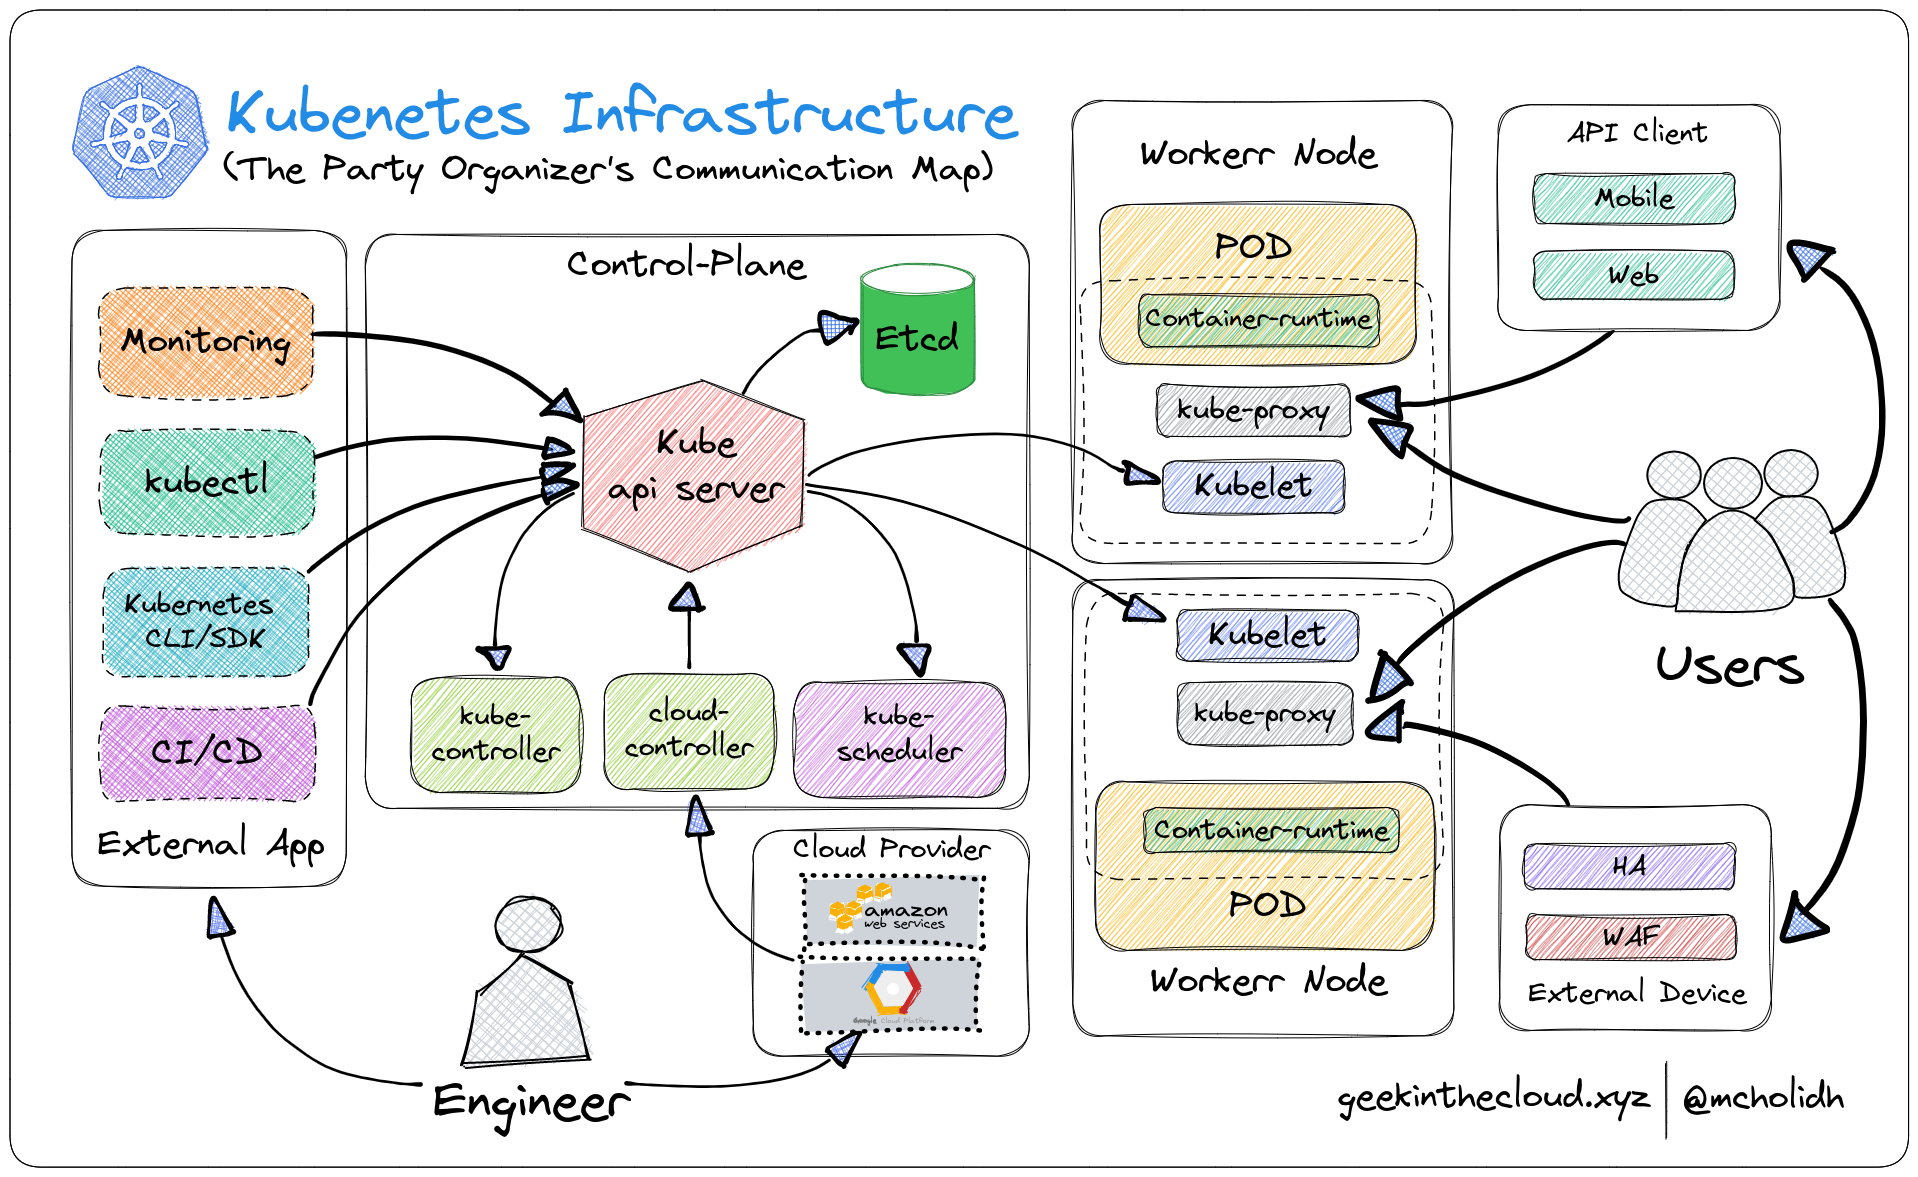 Kubenetes Infrastructure
(The Party Organizer's Communication Map)
Monitoring
kubectl
Kubernetes
CLI/SDK
CI/CD
External App
Control-Plane
Etcd
Kube
api server
kube-
controller
cloud-
controller
kube-
scheduler
Cloud Provider
amazon
web services
Google Cloud Platform
Engineer
Workerr Node
POD
Container-runtime
kube-proxy
Kubelet
Kubelet
kube-proxy
Container-runtime
POD
Workerr Node
API Client
Mobile
Web
Users
HA
WAF
External Device
geekinthecloud.xyz
@mcholidh